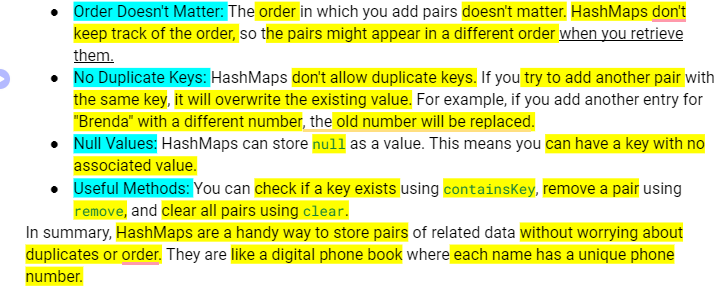 ● Order Doesn't Matter: The order in which you add pairs doesn't matter. HashMaps don't
keep track of the order, so the pairs might appear in a different order when you retrieve
them.
● No Duplicate Keys: HashMaps don't allow duplicate keys. If you try to add another pair with
the same key, it will overwrite the existing value. For example, if you add another entry for
"Brenda" with a different number, the old number will be replaced.
● Null Values: HashMaps can store null as a value. This means you can have a key with no
associated value.
● Useful Methods: You can check if a key exists using containsKey, remove a pair using
remove, and clear all pairs using clear.
In summary, HashMaps are a handy way to store pairs of related data without worrying about
duplicates or order. They are like a digital phone book where each name has a unique phone
number.